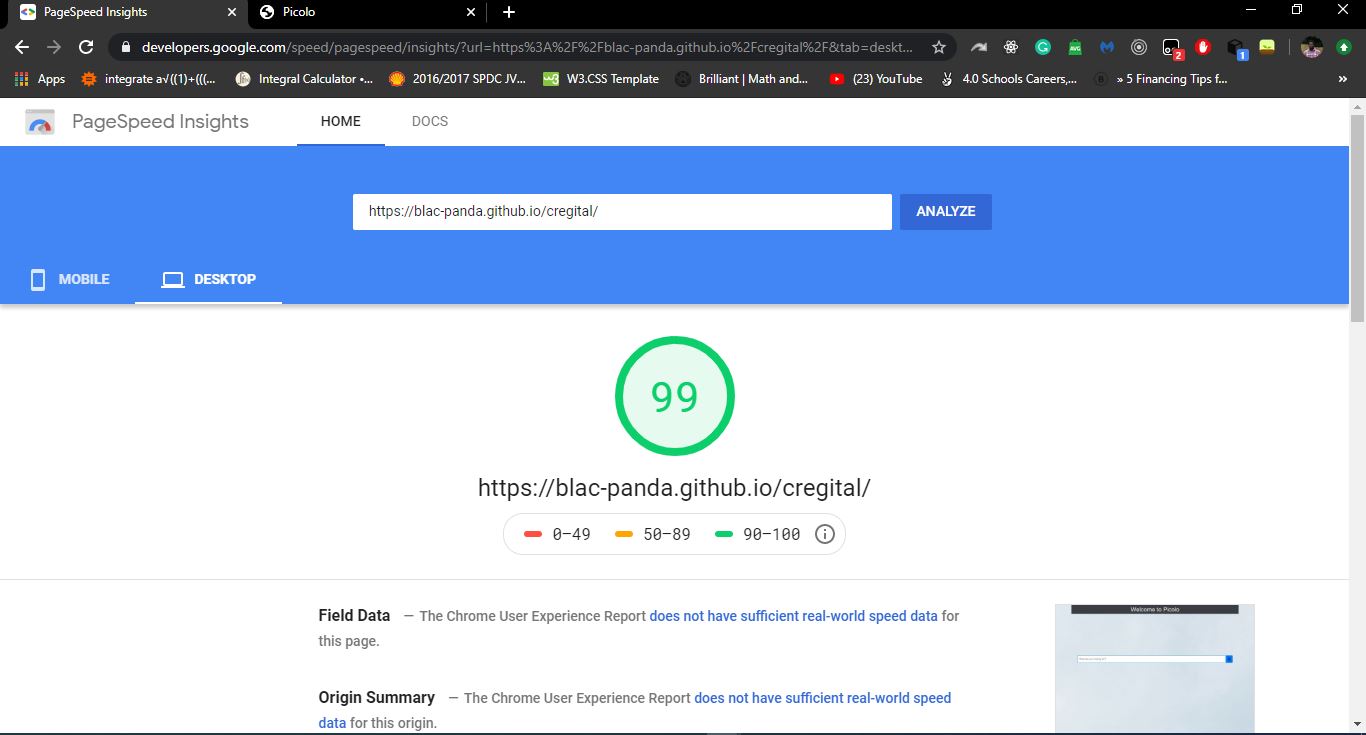 PageSpeed Insights
Picolo
developers.google.com/speed/pagespeed/insights/?url=https%3A%2F%2Fblac-panda.github.io%2Fcregital%2F&tab=deskt...
2
1
Apps
integrate a√((1)+(((...
Integral Calculator •...
2016/2017 SPDC JV...
W3.CSS Template
Brilliant | Math and...
(23) YouTube
4.0 Schools Careers,...
» 5 Financing Tips f...
»
PageSpeed Insights
HOME
DOCS
https://blac-panda.github.io/cregital/
ANALYZE
MOBILE
DESKTOP
99
https://blac-panda.github.io/cregital/
0–49
50–89
90–100
Field Data — The Chrome User Experience Report does not have sufficient real-world speed data for
this page.
Welcome to Picolo
Origin Summary — The Chrome User Experience Report does not have sufficient real-world speed
data for this origin.